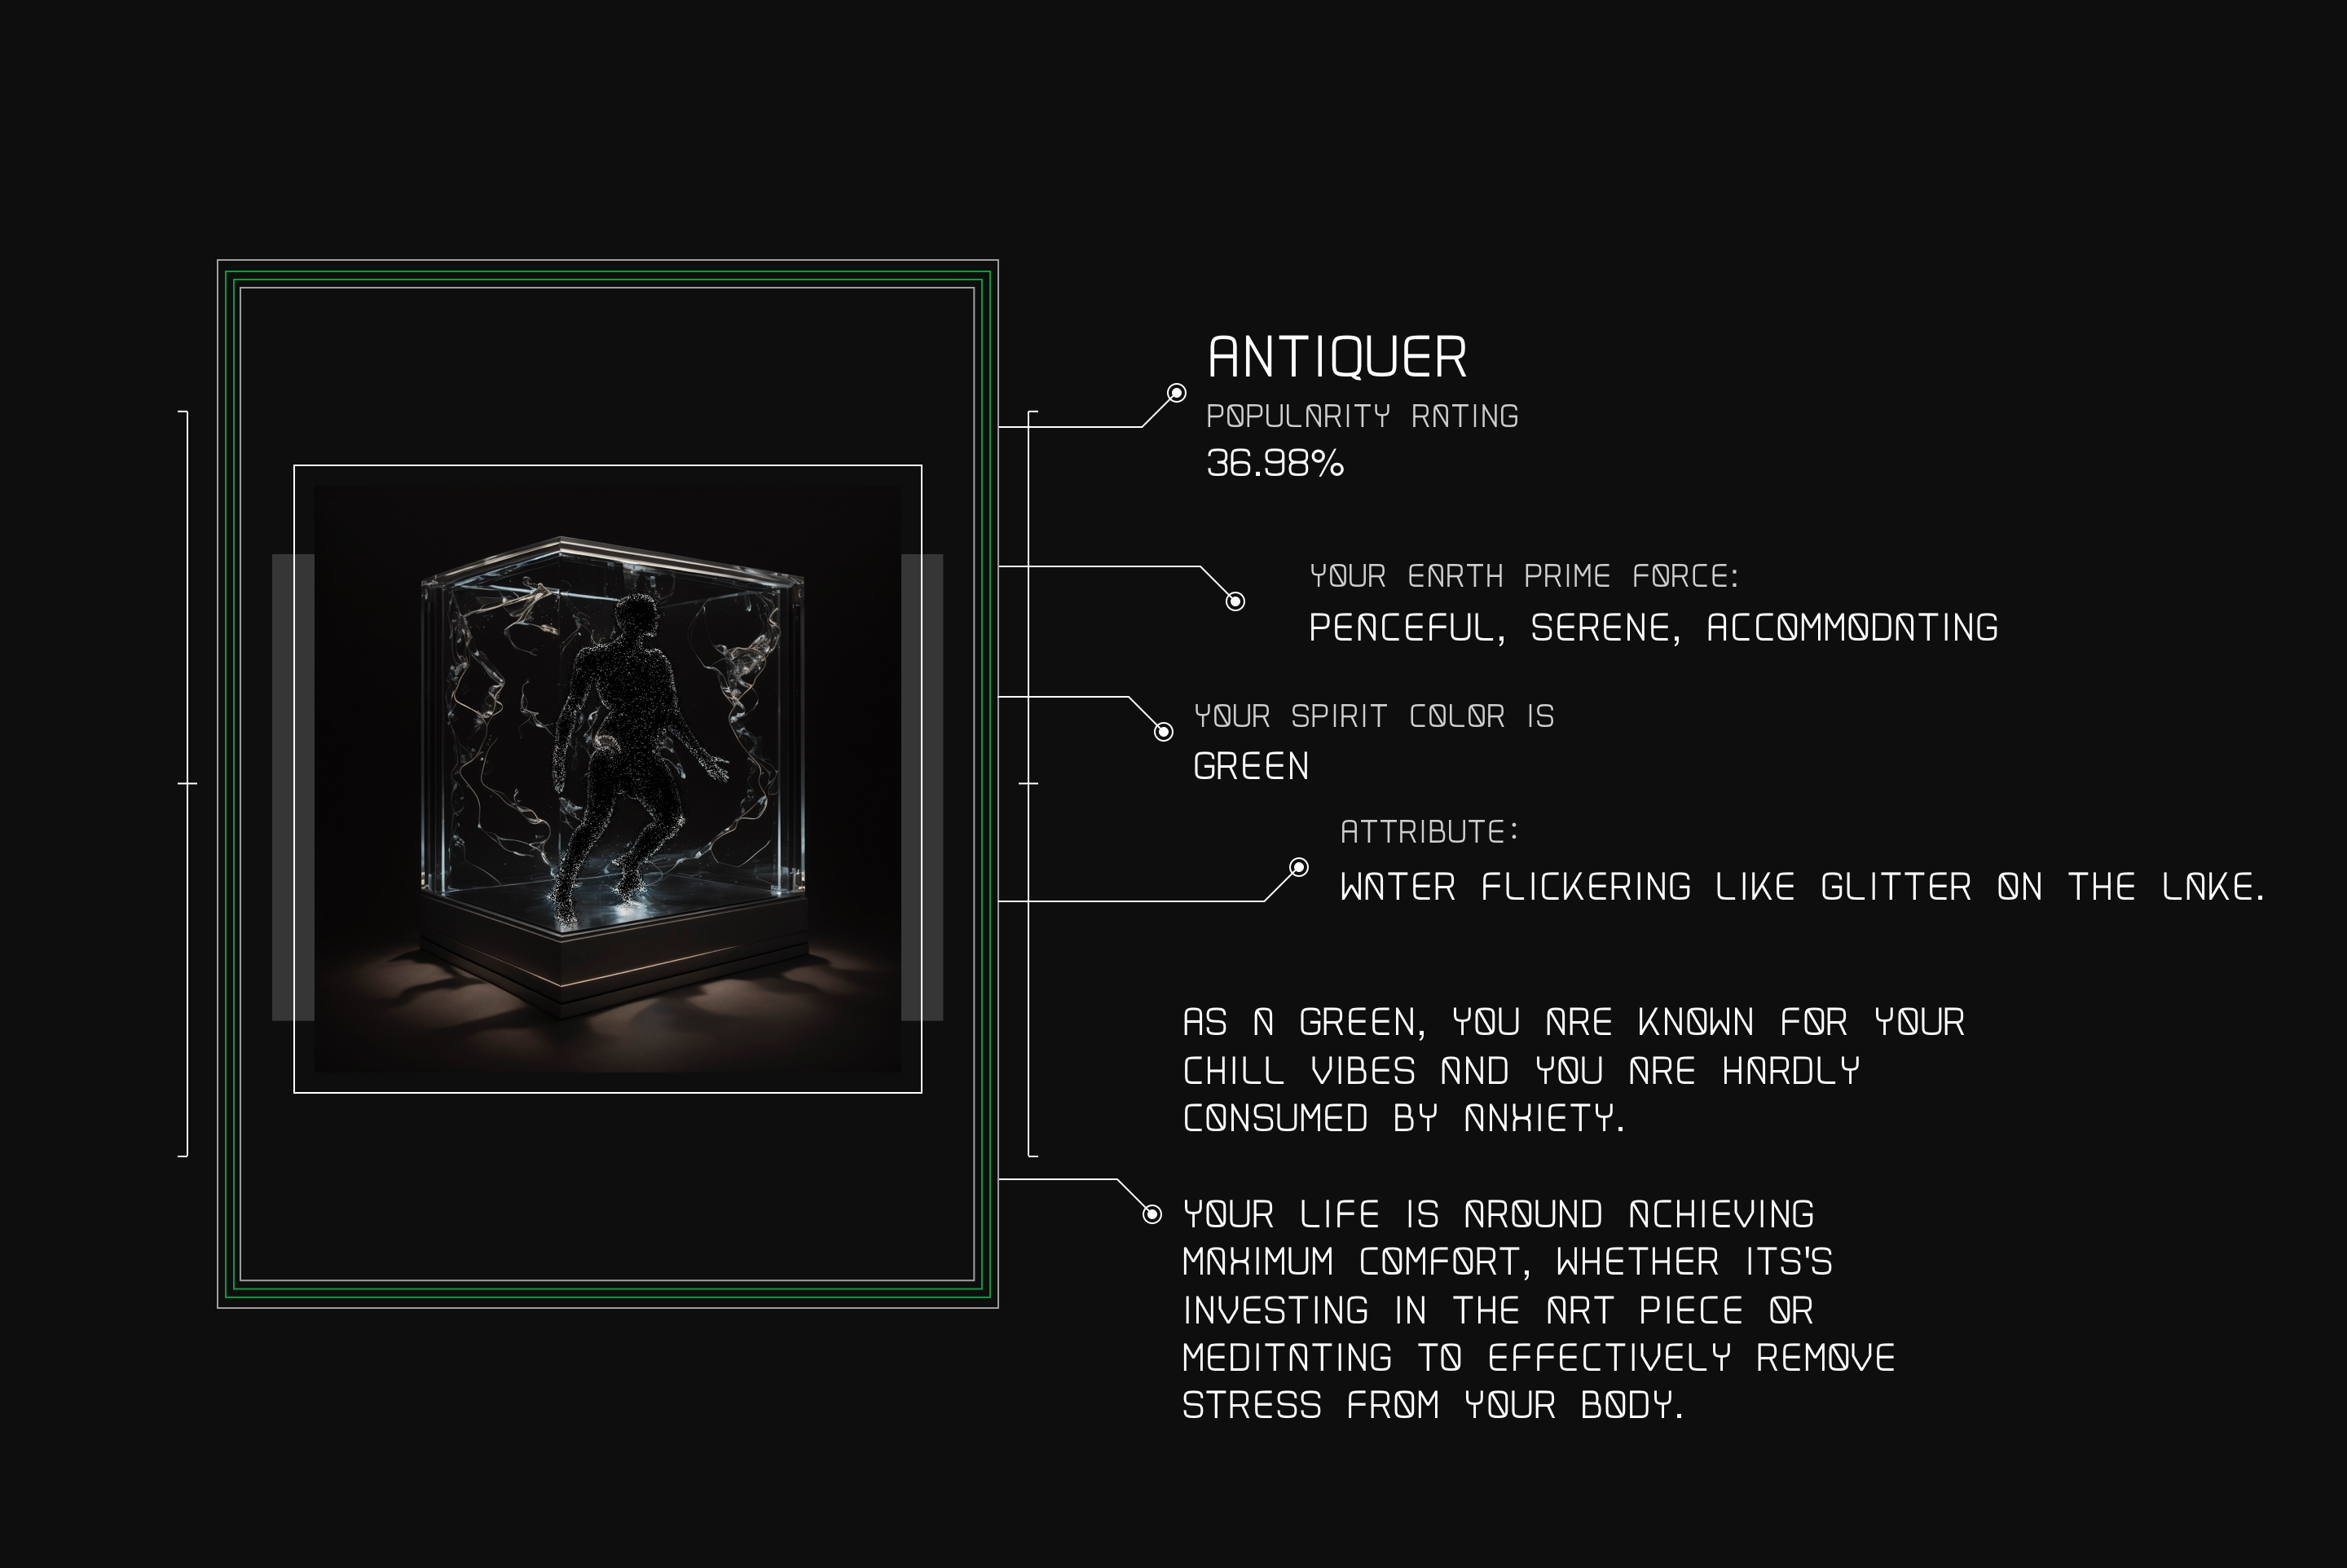 ANTIQUER
POPULARITY RATING
36.98%
YOUR EARTH PRIME FORCE:
PEACEFUL, SERENE, ACCOMMODATING
YOUR SPIRIT COLOR IS
GREEN
ATTRIBUTE:
WATER FLICKERING LIKE GLITTER ON THE LAKE.
AS A GREEN, YOU ARE KNOWN FOR YOUR
CHILL VIBES AND YOU ARE HARDLY
CONSUMED BY ANXIETY.
YOUR LIFE IS AROUND ACHIEVING
MAXIMUM COMFORT, WHETHER ITS'S
INVESTING IN THE ART PIECE OR
MEDITATING TO EFFECTIVELY REMOVE
STRESS FROM YOUR BODY.